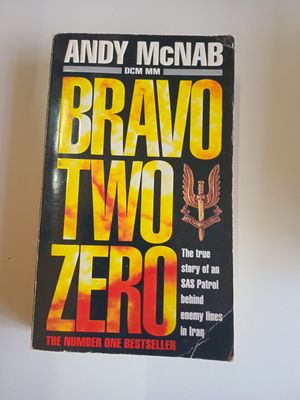 ANDY McNAB
DCM MM
BRAVO
TWO
ZERO
The true
story of an
SAS Patrol
behind
enemy lines
in Iraq
THE NUMBER ONE BESTSELLER